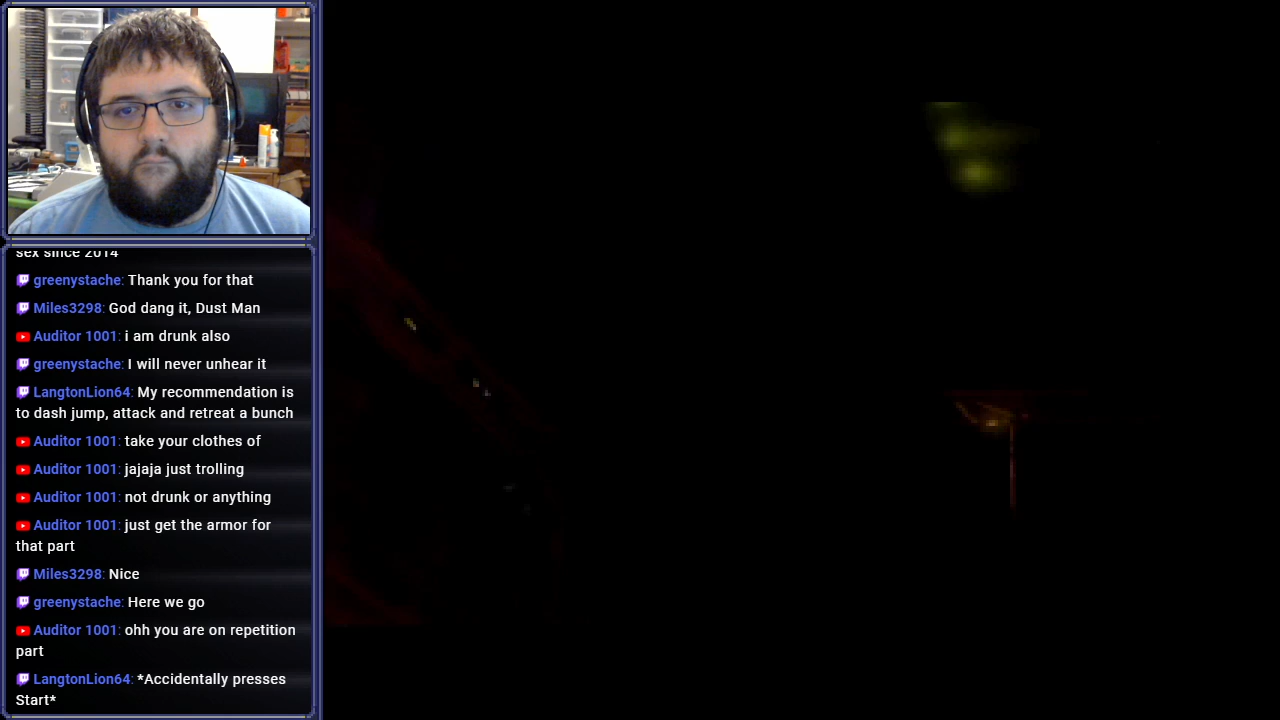 sex since 2014
greenystache: Thank you for that
Miles3298: God dang it, Dust Man
Auditor 1001: i am drunk also
greenystache: I will never unhear it
LangtonLion64: My recommendation is
to dash jump, attack and retreat a bunch
Auditor 1001: take your clothes of
Auditor 1001: jajaja just trolling
Auditor 1001: not drunk or anything
Auditor 1001: just get the armor for
that part
Miles3298: Nice
greenystache: Here we go
Auditor 1001: ohh you are on repetition
part
LangtonLion64: *Accidentally presses
Start*